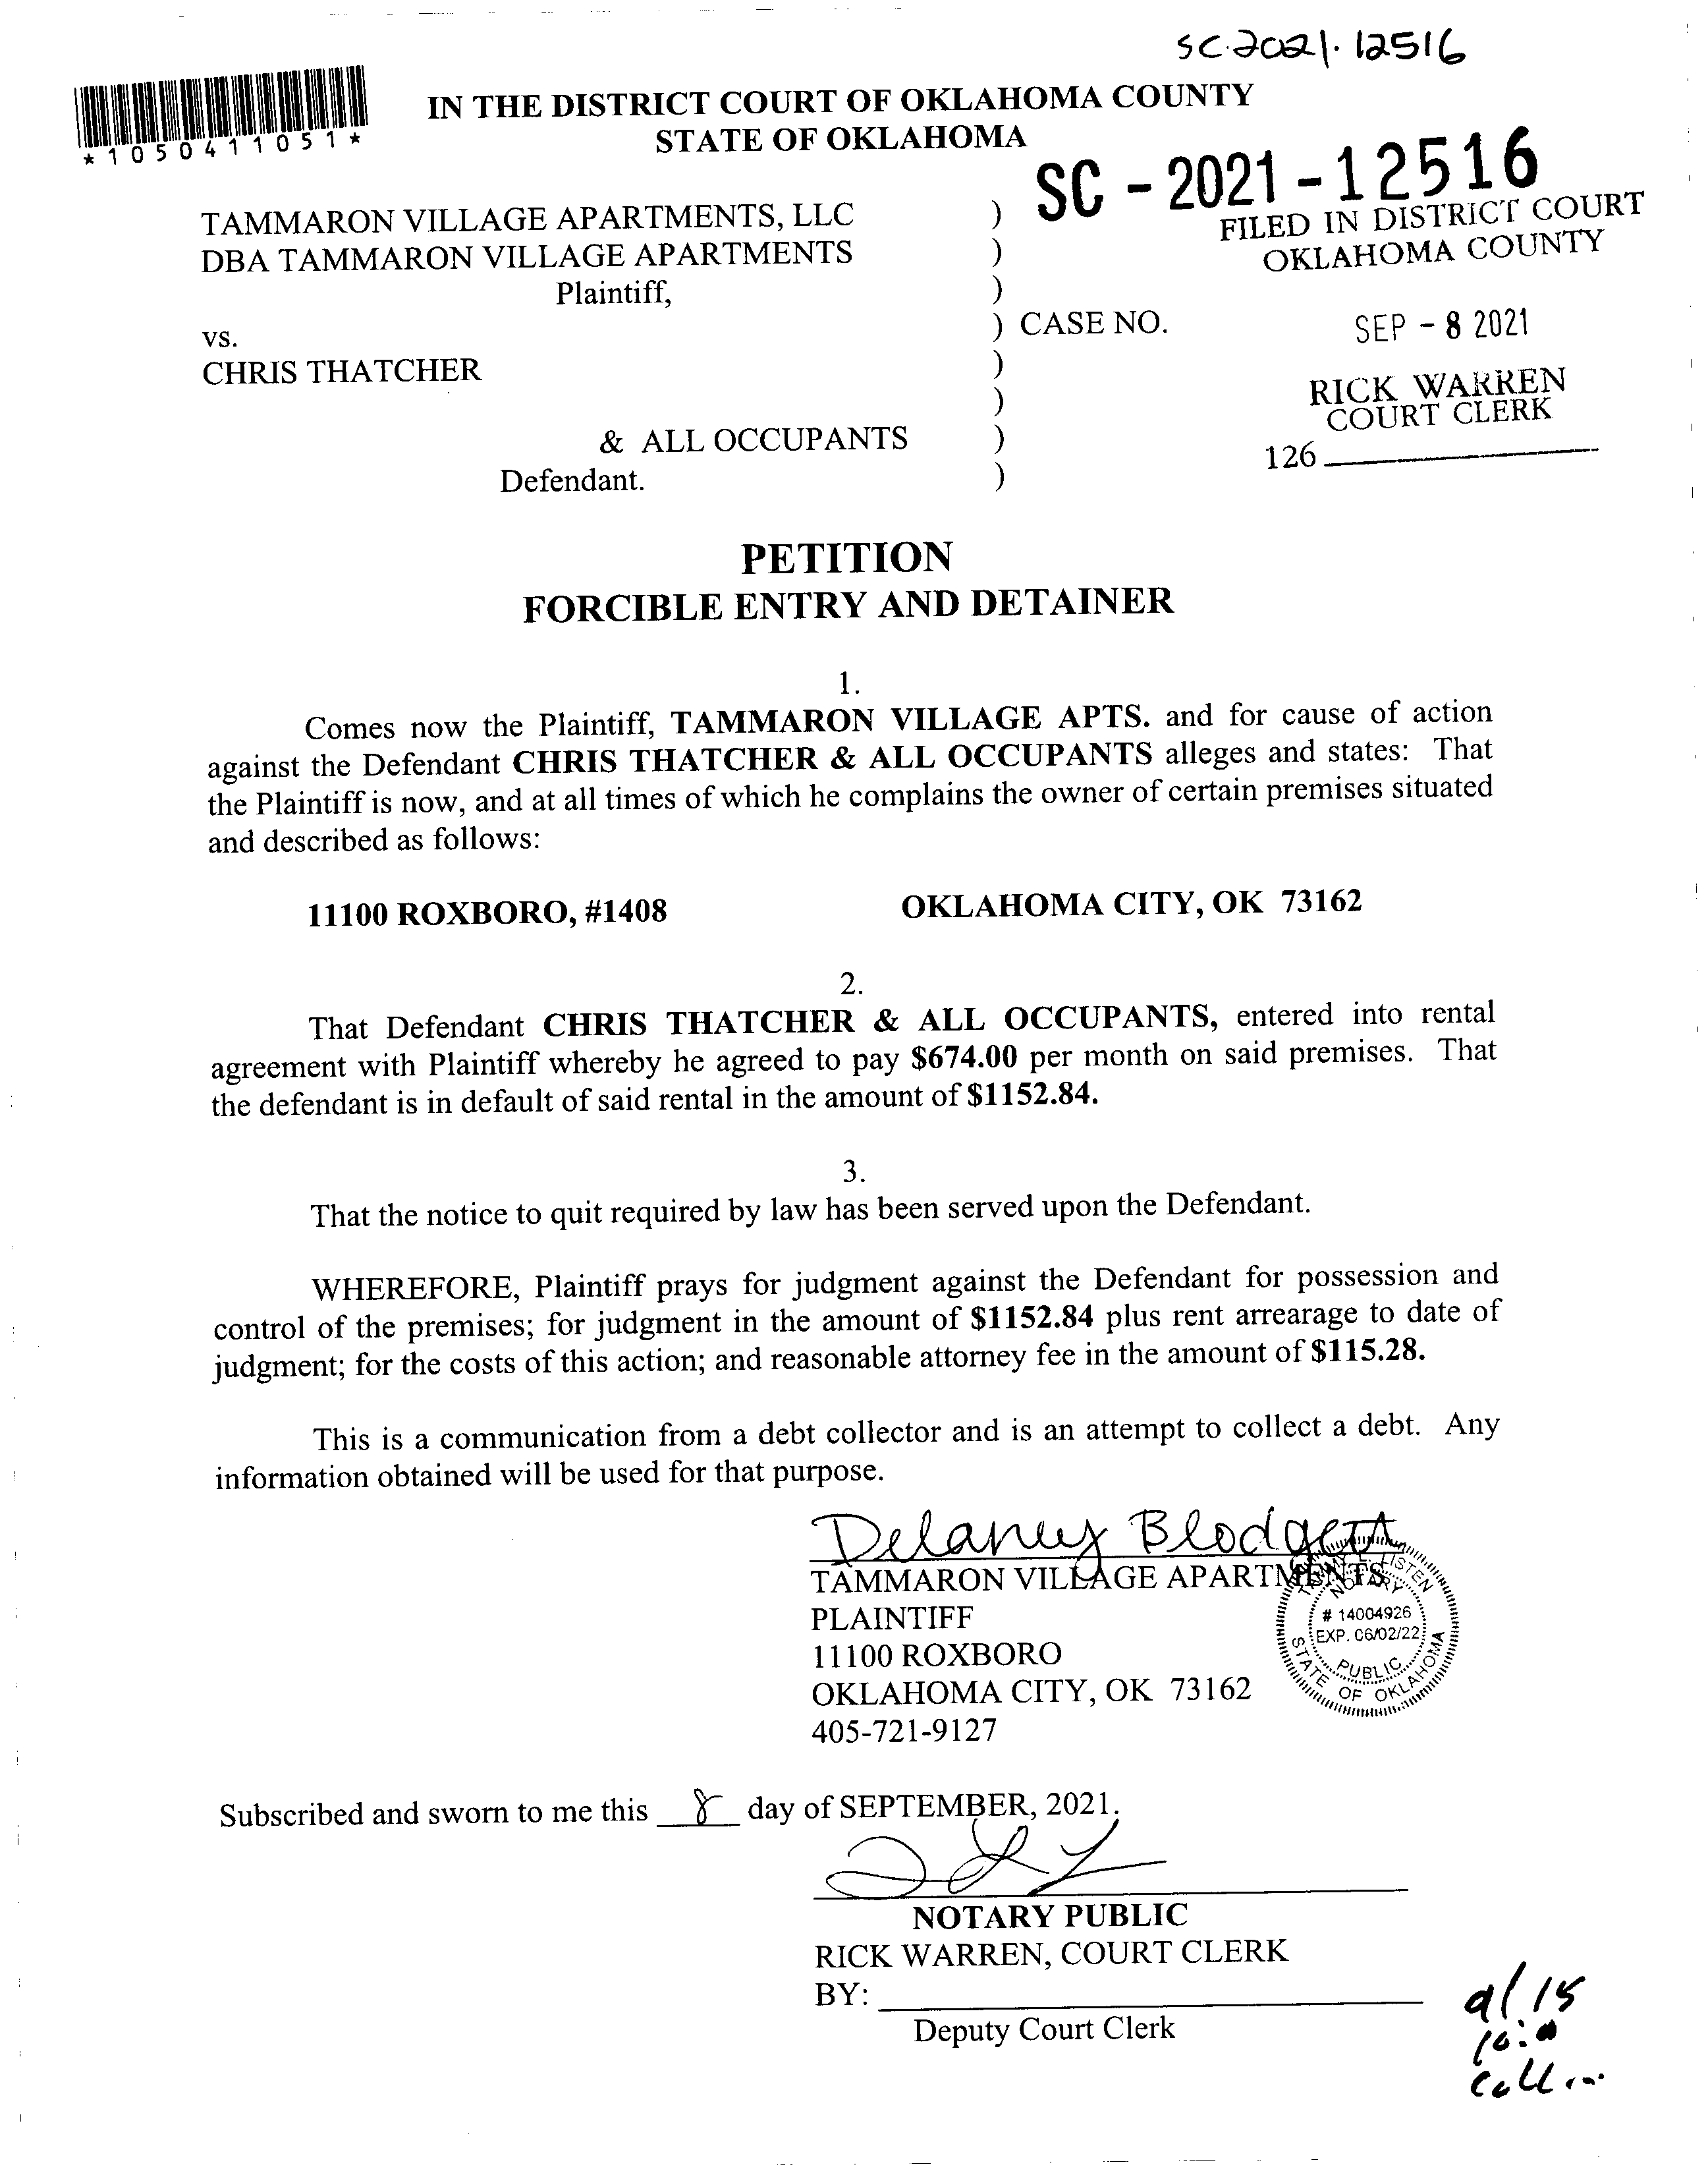 SC-2021-12516
*1050411051*
IN THE DISTRICT COURT OF OKLAHOMA COUNTY
STATE OF OKLAHOMA
SC-2021-12516
FILED IN DISTRICT COURT
OKLAHOMA COUNTY
TAMMARON VILLAGE APARTMENTS, LLC )
DBA TAMMARON VILLAGE APARTMENTS )
Plaintiff, )
vs. ) CASE NO.
SEP - 8 2021
CHRIS THATCHER )
)
RICK WARREN
COURT CLERK
& ALL OCCUPANTS )
126
Defendant. )
PETITION
FORCIBLE ENTRY AND DETAINER
1.
Comes now the Plaintiff, TAMMARON VILLAGE APTS. and for cause of action
against the Defendant CHRIS THATCHER & ALL OCCUPANTS alleges and states: That
the Plaintiff is now, and at all times of which he complains the owner of certain premises situated
and described as follows:
11100 ROXBORO, #1408 OKLAHOMA CITY, OK 73162
2.
That Defendant CHRIS THATCHER & ALL OCCUPANTS, entered into rental
agreement with Plaintiff whereby he agreed to pay $674.00 per month on said premises. That
the defendant is in default of said rental in the amount of $1152.84.
3.
That the notice to quit required by law has been served upon the Defendant.
WHEREFORE, Plaintiff prays for judgment against the Defendant for possession and
control of the premises; for judgment in the amount of $1152.84 plus rent arrearage to date of
judgment; for the costs of this action; and reasonable attorney fee in the amount of $115.28.
This is a communication from a debt collector and is an attempt to collect a debt. Any
information obtained will be used for that purpose.
Delaney Blodgett
TAMMARON VILLAGE APARTMENTS
PLAINTIFF
11100 ROXBORO
OKLAHOMA CITY, OK 73162
405-721-9127
LISTEN
NOTARY
# 14004926
EXP. 06/02/22
PUBLIC
STATE OF OKLAHOMA
Subscribed and sworn to me this 8 day of SEPTEMBER, 2021.
NOTARY PUBLIC
RICK WARREN, COURT CLERK
BY:
Deputy Court Clerk
9/15